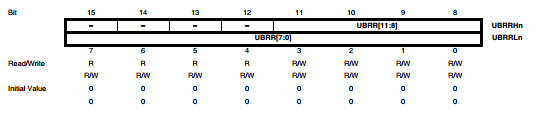 Bit 15 14 13 12 11 10 9 8
– – – – UBRR[11:8] UBRRHn
UBRR[7:0] UBRRLn
7 6 5 4 3 2 1 0
Read/Write R R R R R/W R/W R/W R/W
R/W R/W R/W R/W R/W R/W R/W R/W
Initial Value 0 0 0 0 0 0 0 0
0 0 0 0 0 0 0 0